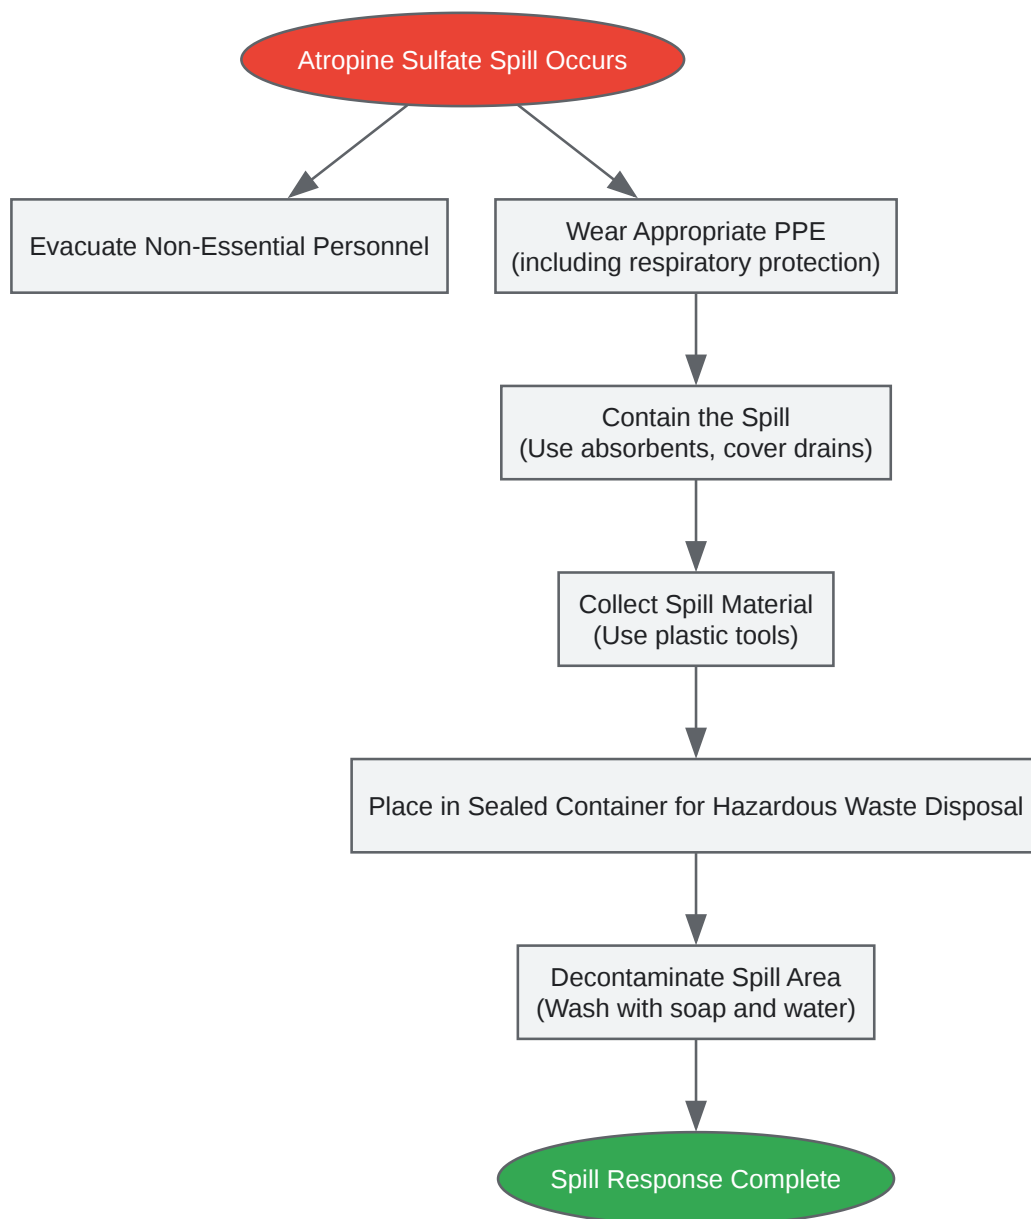 Atropine Sulfate Spill Occurs
Evacuate Non-Essential Personnel
Wear Appropriate PPE
(including respiratory protection)
Contain the Spill
(Use absorbents, cover drains)
Collect Spill Material
(Use plastic tools)
Place in Sealed Container for Hazardous Waste Disposal
Decontaminate Spill Area
(Wash with soap and water)
Spill Response Complete